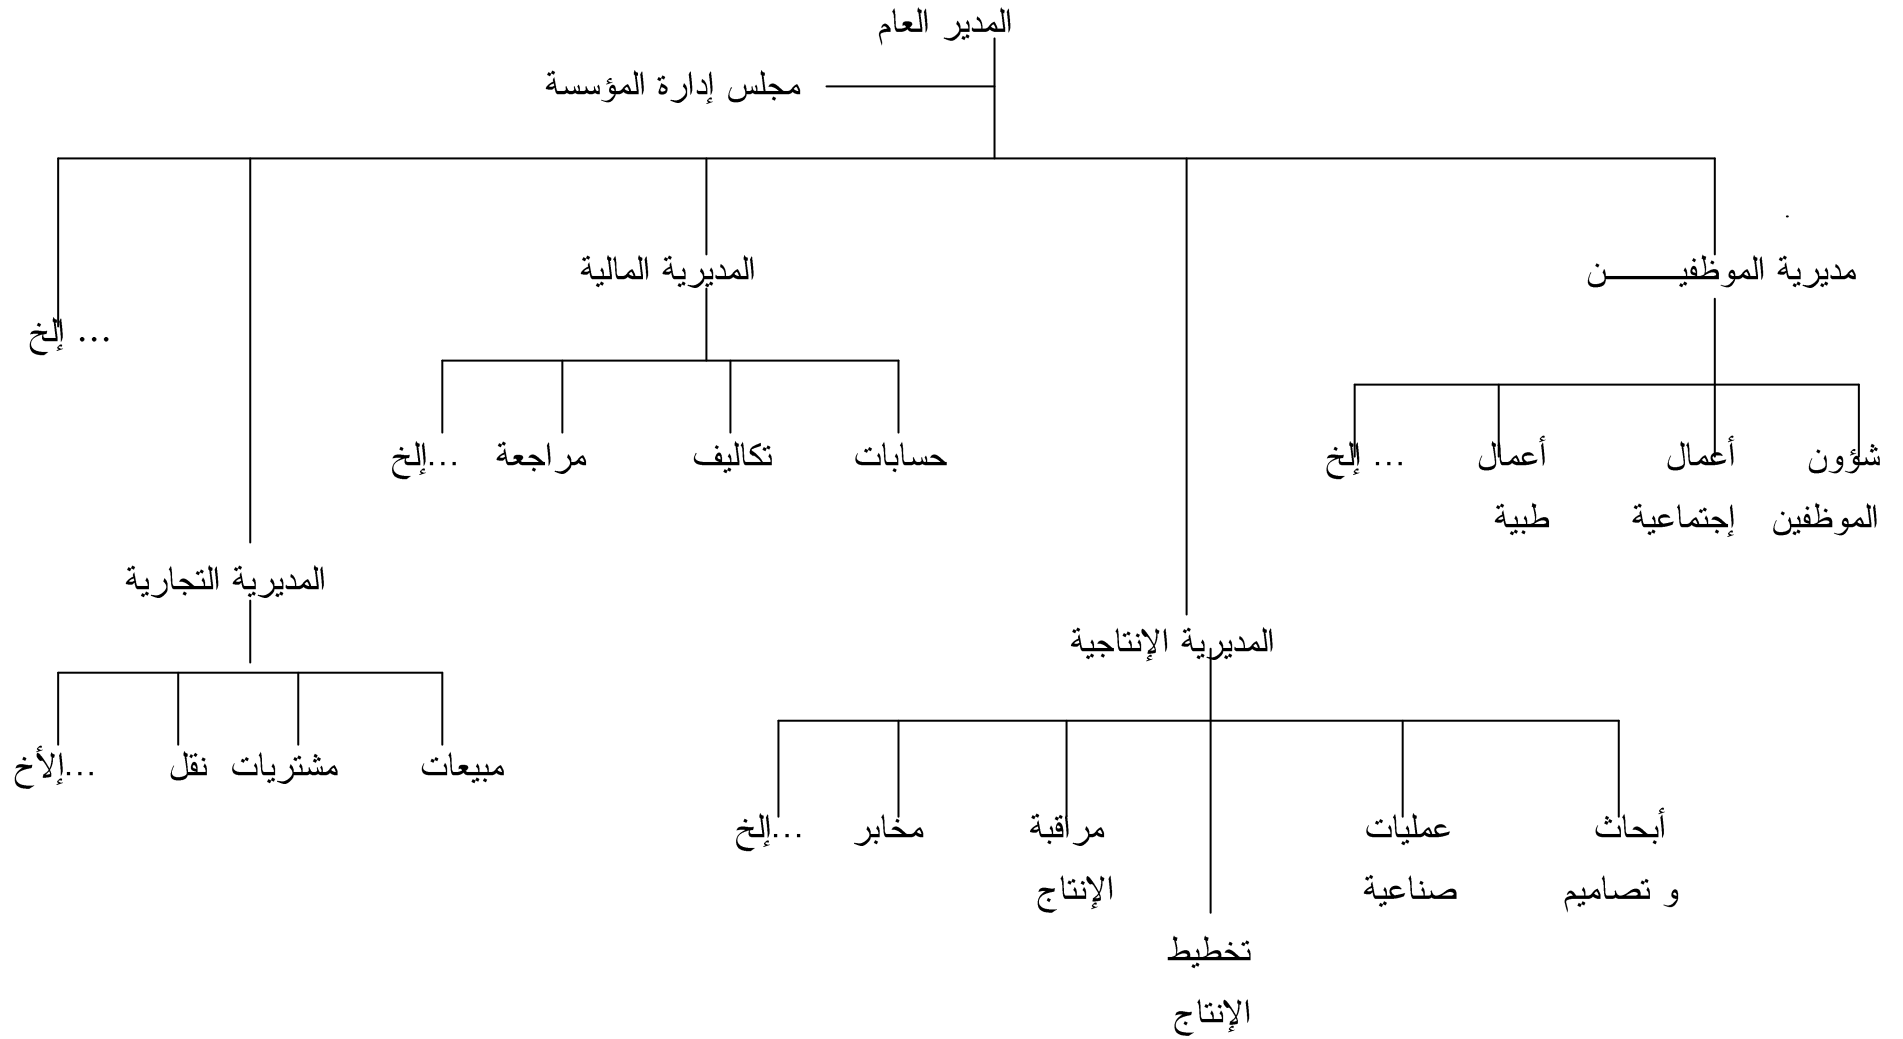 المدير العام
مجلس إدارة المؤسسة
مديرية الموظفيـــــــن
المديرية المالية
... إلخ
شؤون
الموظفين
أعمال
إجتماعية
أعمال
طبية
... إلخ
حسابات
تكاليف
مراجعة
...إلخ
المديرية التجارية
المديرية الإنتاجية
مبيعات
مشتريات
نقل
...إلأخ
أبحاث
و تصاميم
عمليات
صناعية
تخطيط
الإنتاج
مراقبة
الإنتاج
مخابر
...إلخ